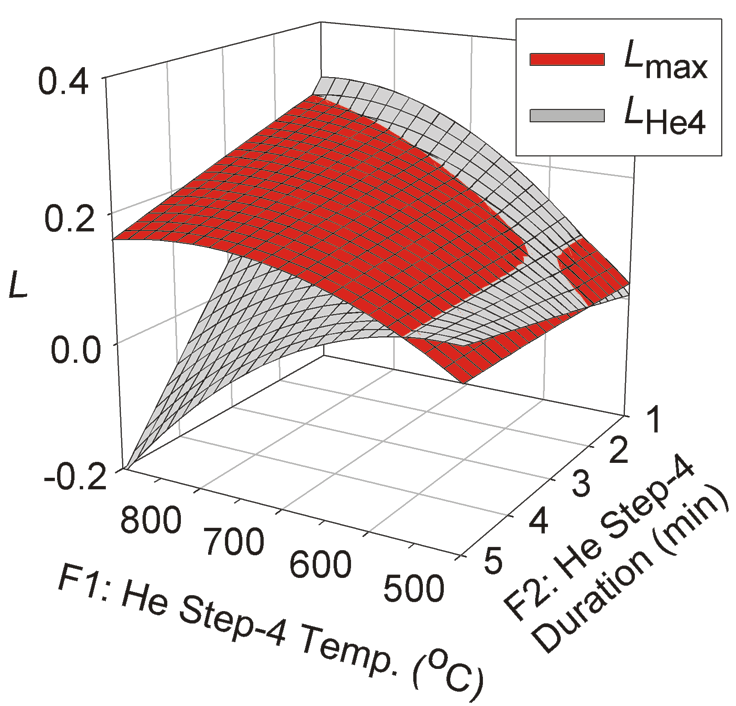 0.4
0.2
0.0
-0.2
L
Lmax
LHe4
800
700
600
500
F1: He Step-4 Temp. (oC)
1
2
3
4
5
F2: He Step-4
Duration (min)